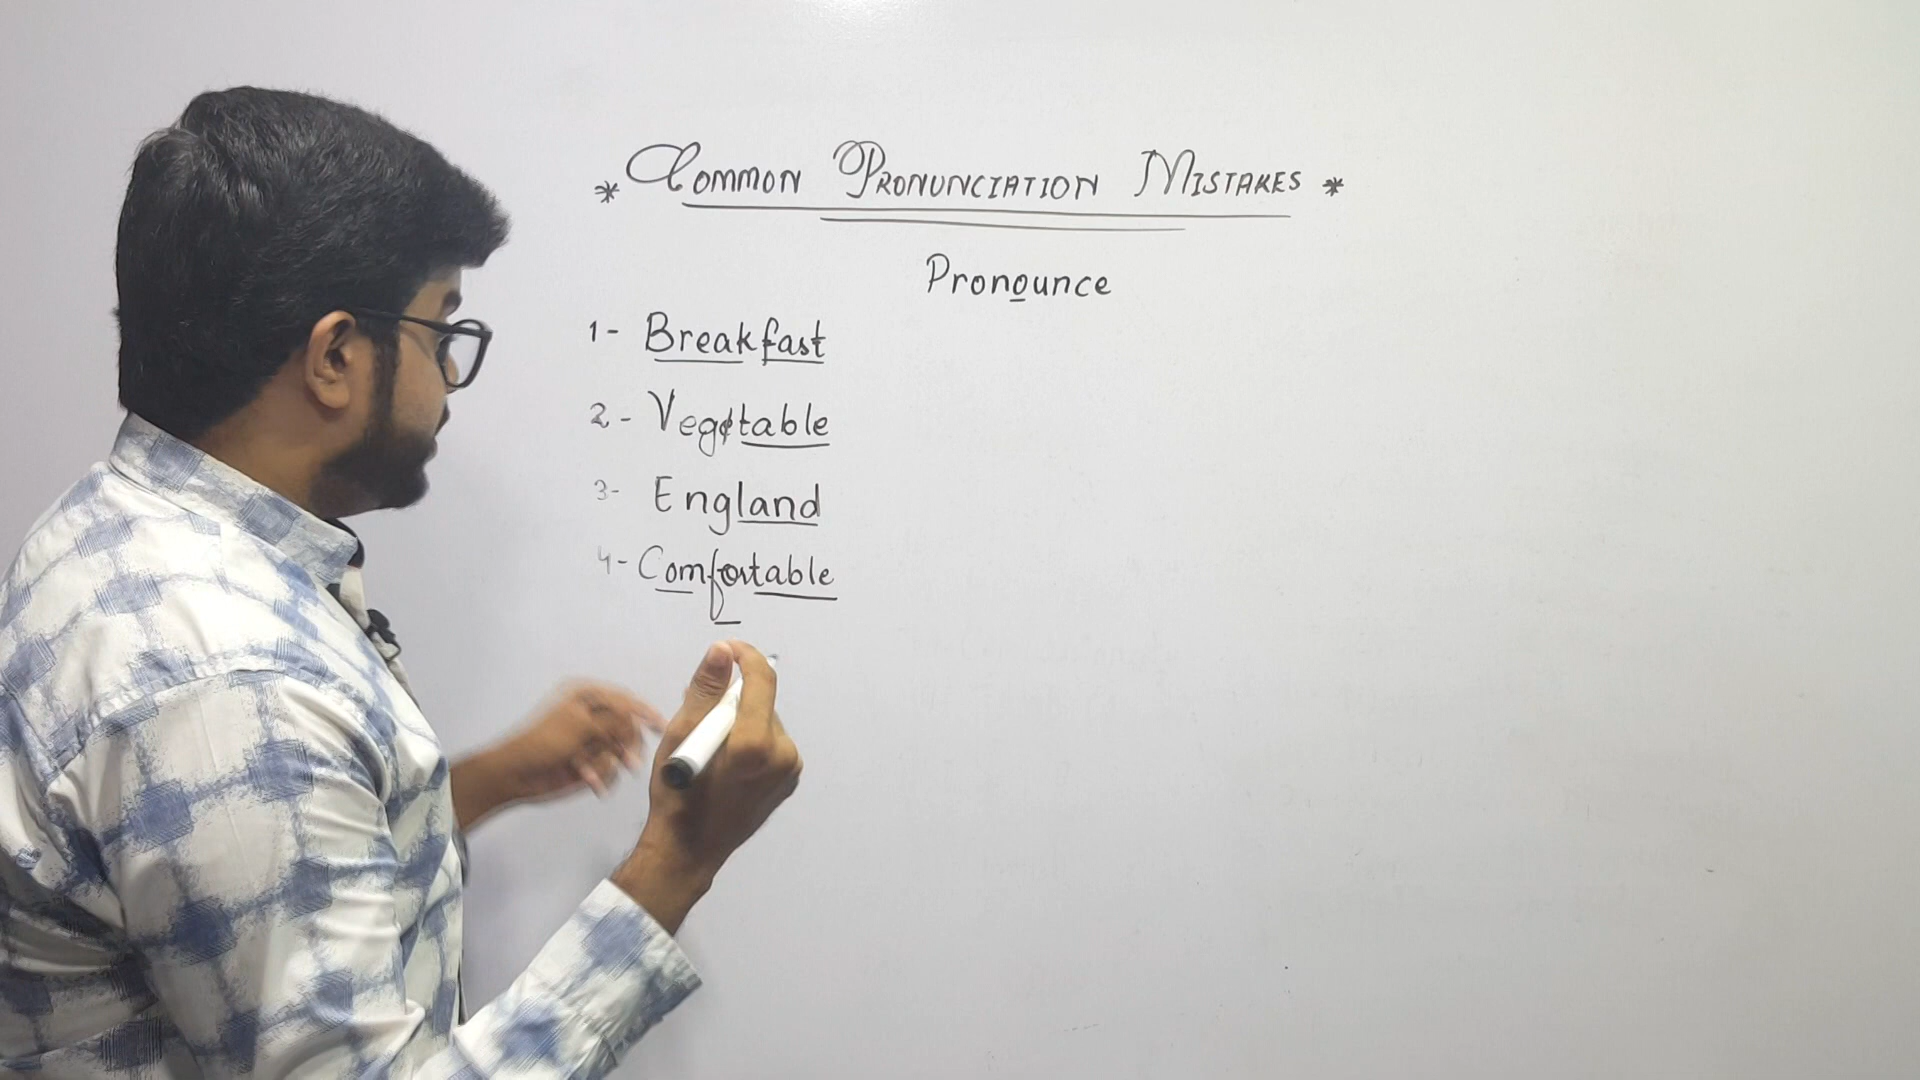 * COMMON PRONUNCIATION MISTAKES *
Pronounce
1- Breakfast
2- Vegetable
3- England
4- Comfortable